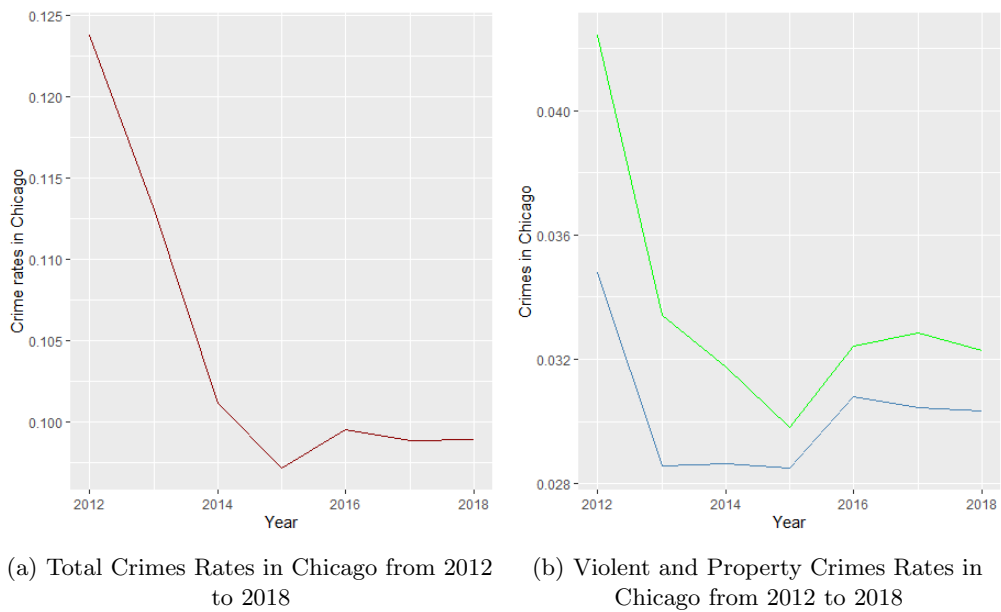 0.125
0.120
0.115
0.110
0.105
0.100
Crime rates in Chicago
2012 2014 2016 2018
Year
0.040
0.036
0.032
0.028
Crimes in Chicago
2012 2014 2016 2018
Year
(a) Total Crimes Rates in Chicago from 2012
to 2018
(b) Violent and Property Crimes Rates in
Chicago from 2012 to 2018